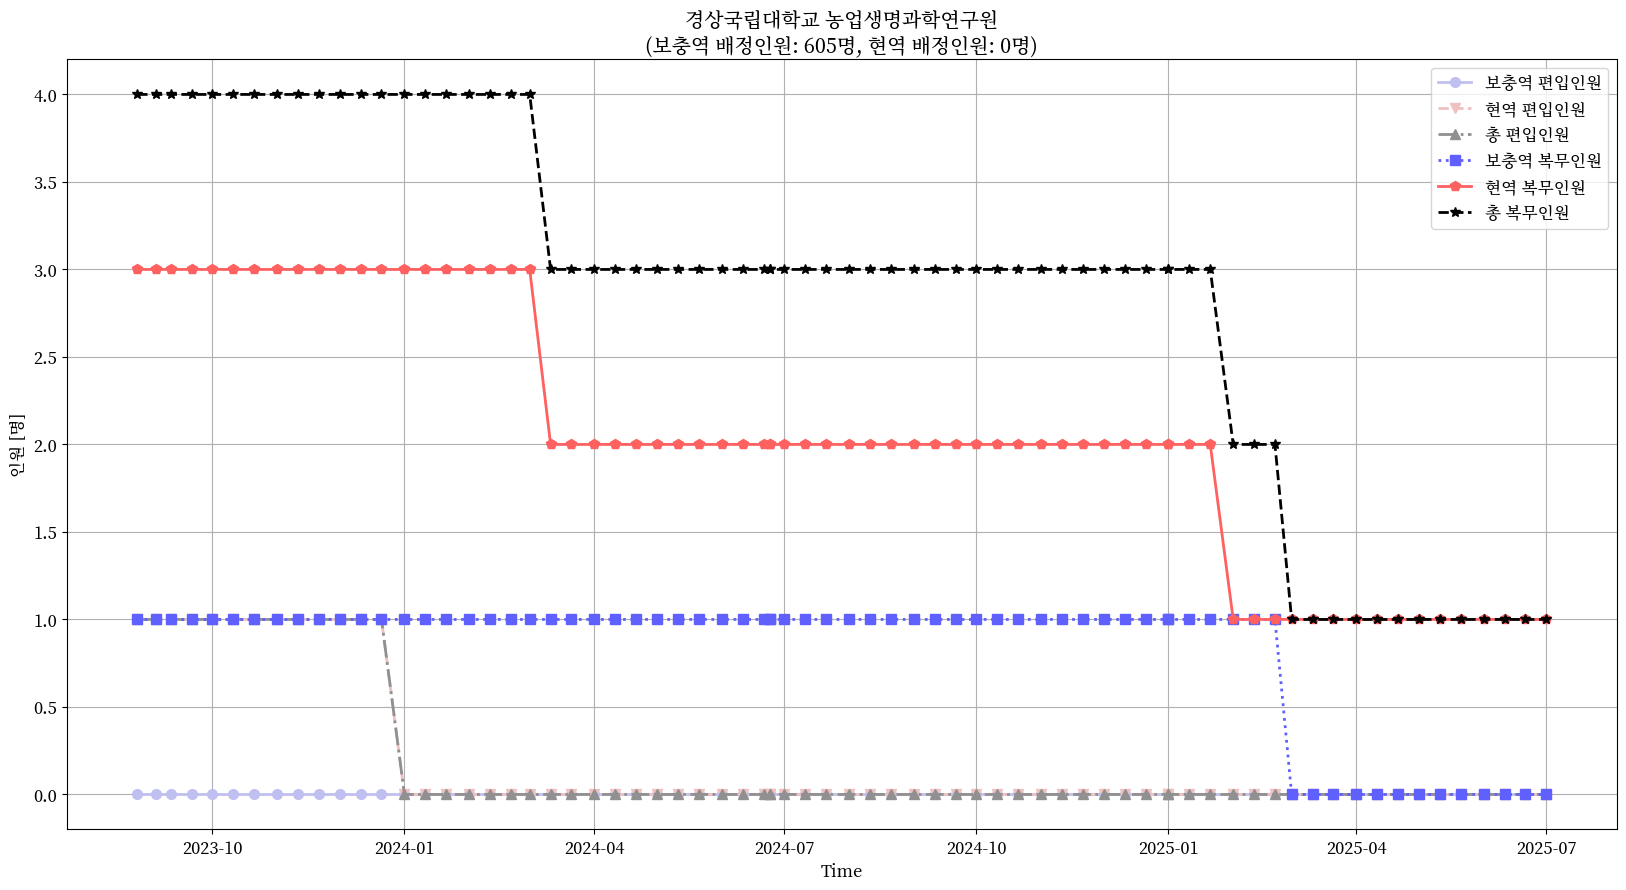 경상국립대학교 농업생명과학연구원
(보충역 배정인원: 605명, 현역 배정인원: 0명)
보충역 편입인원
현역 편입인원
총 편입인원
보충역 복무인원
현역 복무인원
총 복무인원
4.0
3.5
3.0
2.5
2.0
1.5
1.0
0.5
0.0
인원 [명]
2023-10
2024-01
2024-04
2024-07
2024-10
2025-01
2025-04
2025-07
Time